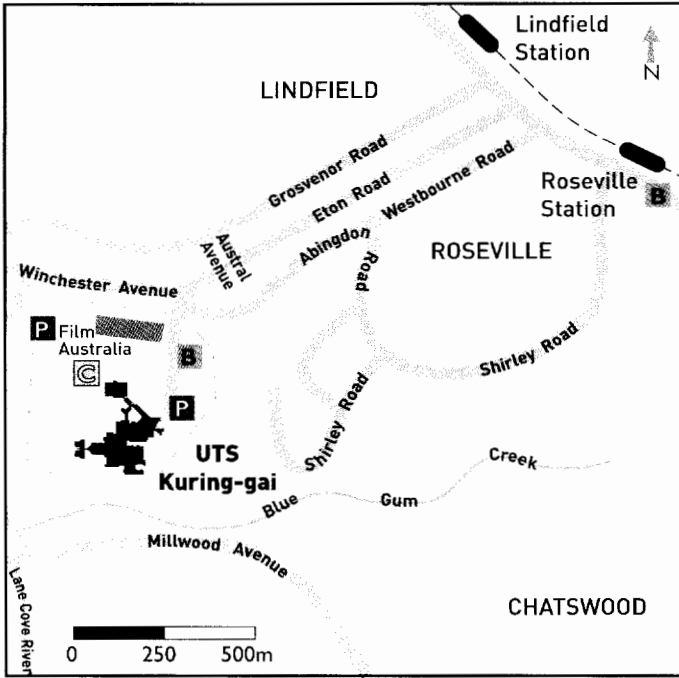 Lindfield
Station
N
LINDFIELD
Grosvenor Road
Eton Road
Westbourne Road
Roseville
Station
B
Austral
Avenue
Abingdon
Road
ROSEVILLE
Winchester Avenue
P
Film
Australia
B
C
P
Shirley Road
Shirley Road
UTS
Kuring-gai
Blue Gum Creek
Millwood Avenue
Lane Cove River
CHATSWOOD
0 250 500m